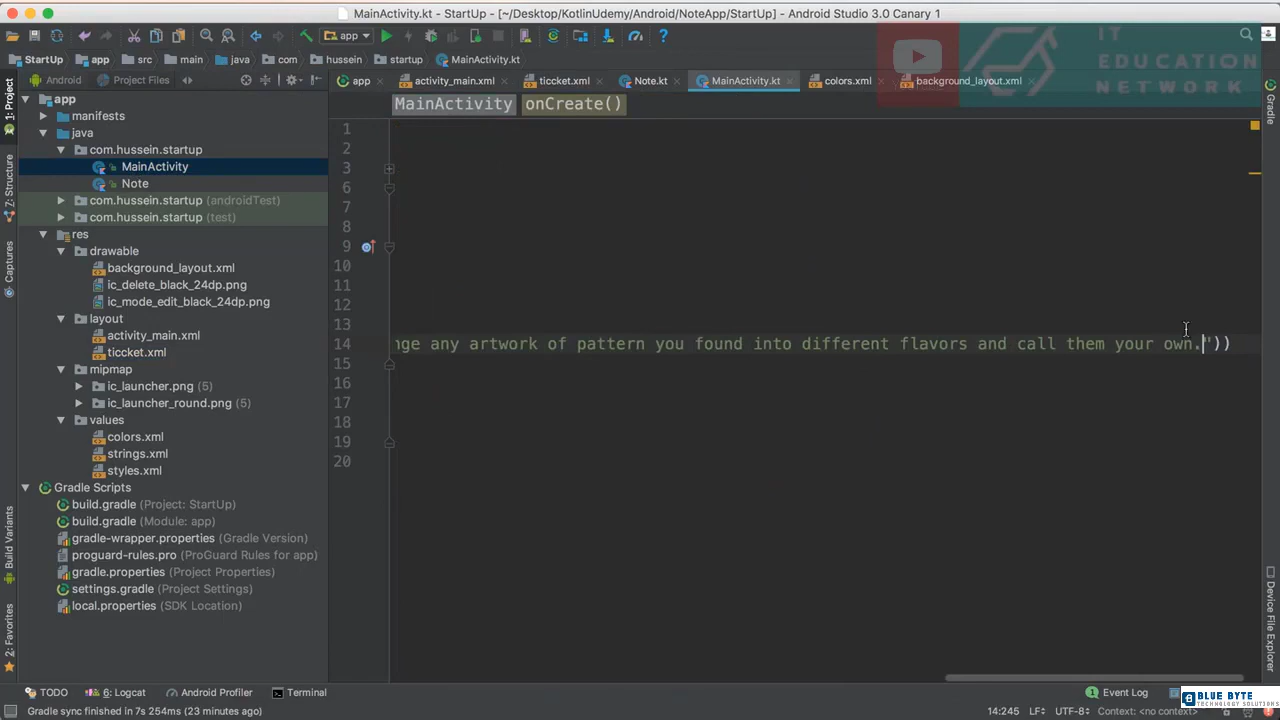 MainActivity.kt - StartUp - [~/Desktop/KotlinUdemy/Android/NoteApp/StartUp] - Android Studio 3.0 Canary 1
app
StartUp app src main java com hussein startup MainActivity.kt
IT
EDUCATION
NETWORK
Android Project Files
app activity_main.xml ticcket.xml Note.kt MainActivity.kt colors.xml background_layout.xml
MainActivity onCreate()
1: Project
7: Structure
Captures
Build Variants
2: Favorites
Gradle
Device File Explorer
app
manifests
java
com.hussein.startup
MainActivity
Note
com.hussein.startup (androidTest)
com.hussein.startup (test)
res
drawable
background_layout.xml
ic_delete_black_24dp.png
ic_mode_edit_black_24dp.png
layout
activity_main.xml
ticcket.xml
mipmap
ic_launcher.png (5)
ic_launcher_round.png (5)
values
colors.xml
strings.xml
styles.xml
Gradle Scripts
build.gradle (Project: StartUp)
build.gradle (Module: app)
gradle-wrapper.properties (Gradle Version)
proguard-rules.pro (ProGuard Rules for app)
gradle.properties (Project Properties)
settings.gradle (Project Settings)
local.properties (SDK Location)
1
2
3
6
7
8
9
10
11
12
13
14 nge any artwork of pattern you found into different flavors and call them your own."))
15
16
17
18
19
20
TODO 6: Logcat Android Profiler Terminal 1 Event Log
Gradle sync finished in 7s 254ms (23 minutes ago) 14:245 LF÷ UTF-8÷ Context: <no context>
BLUE BYTE
TECHNOLOGY SOLUTIONS